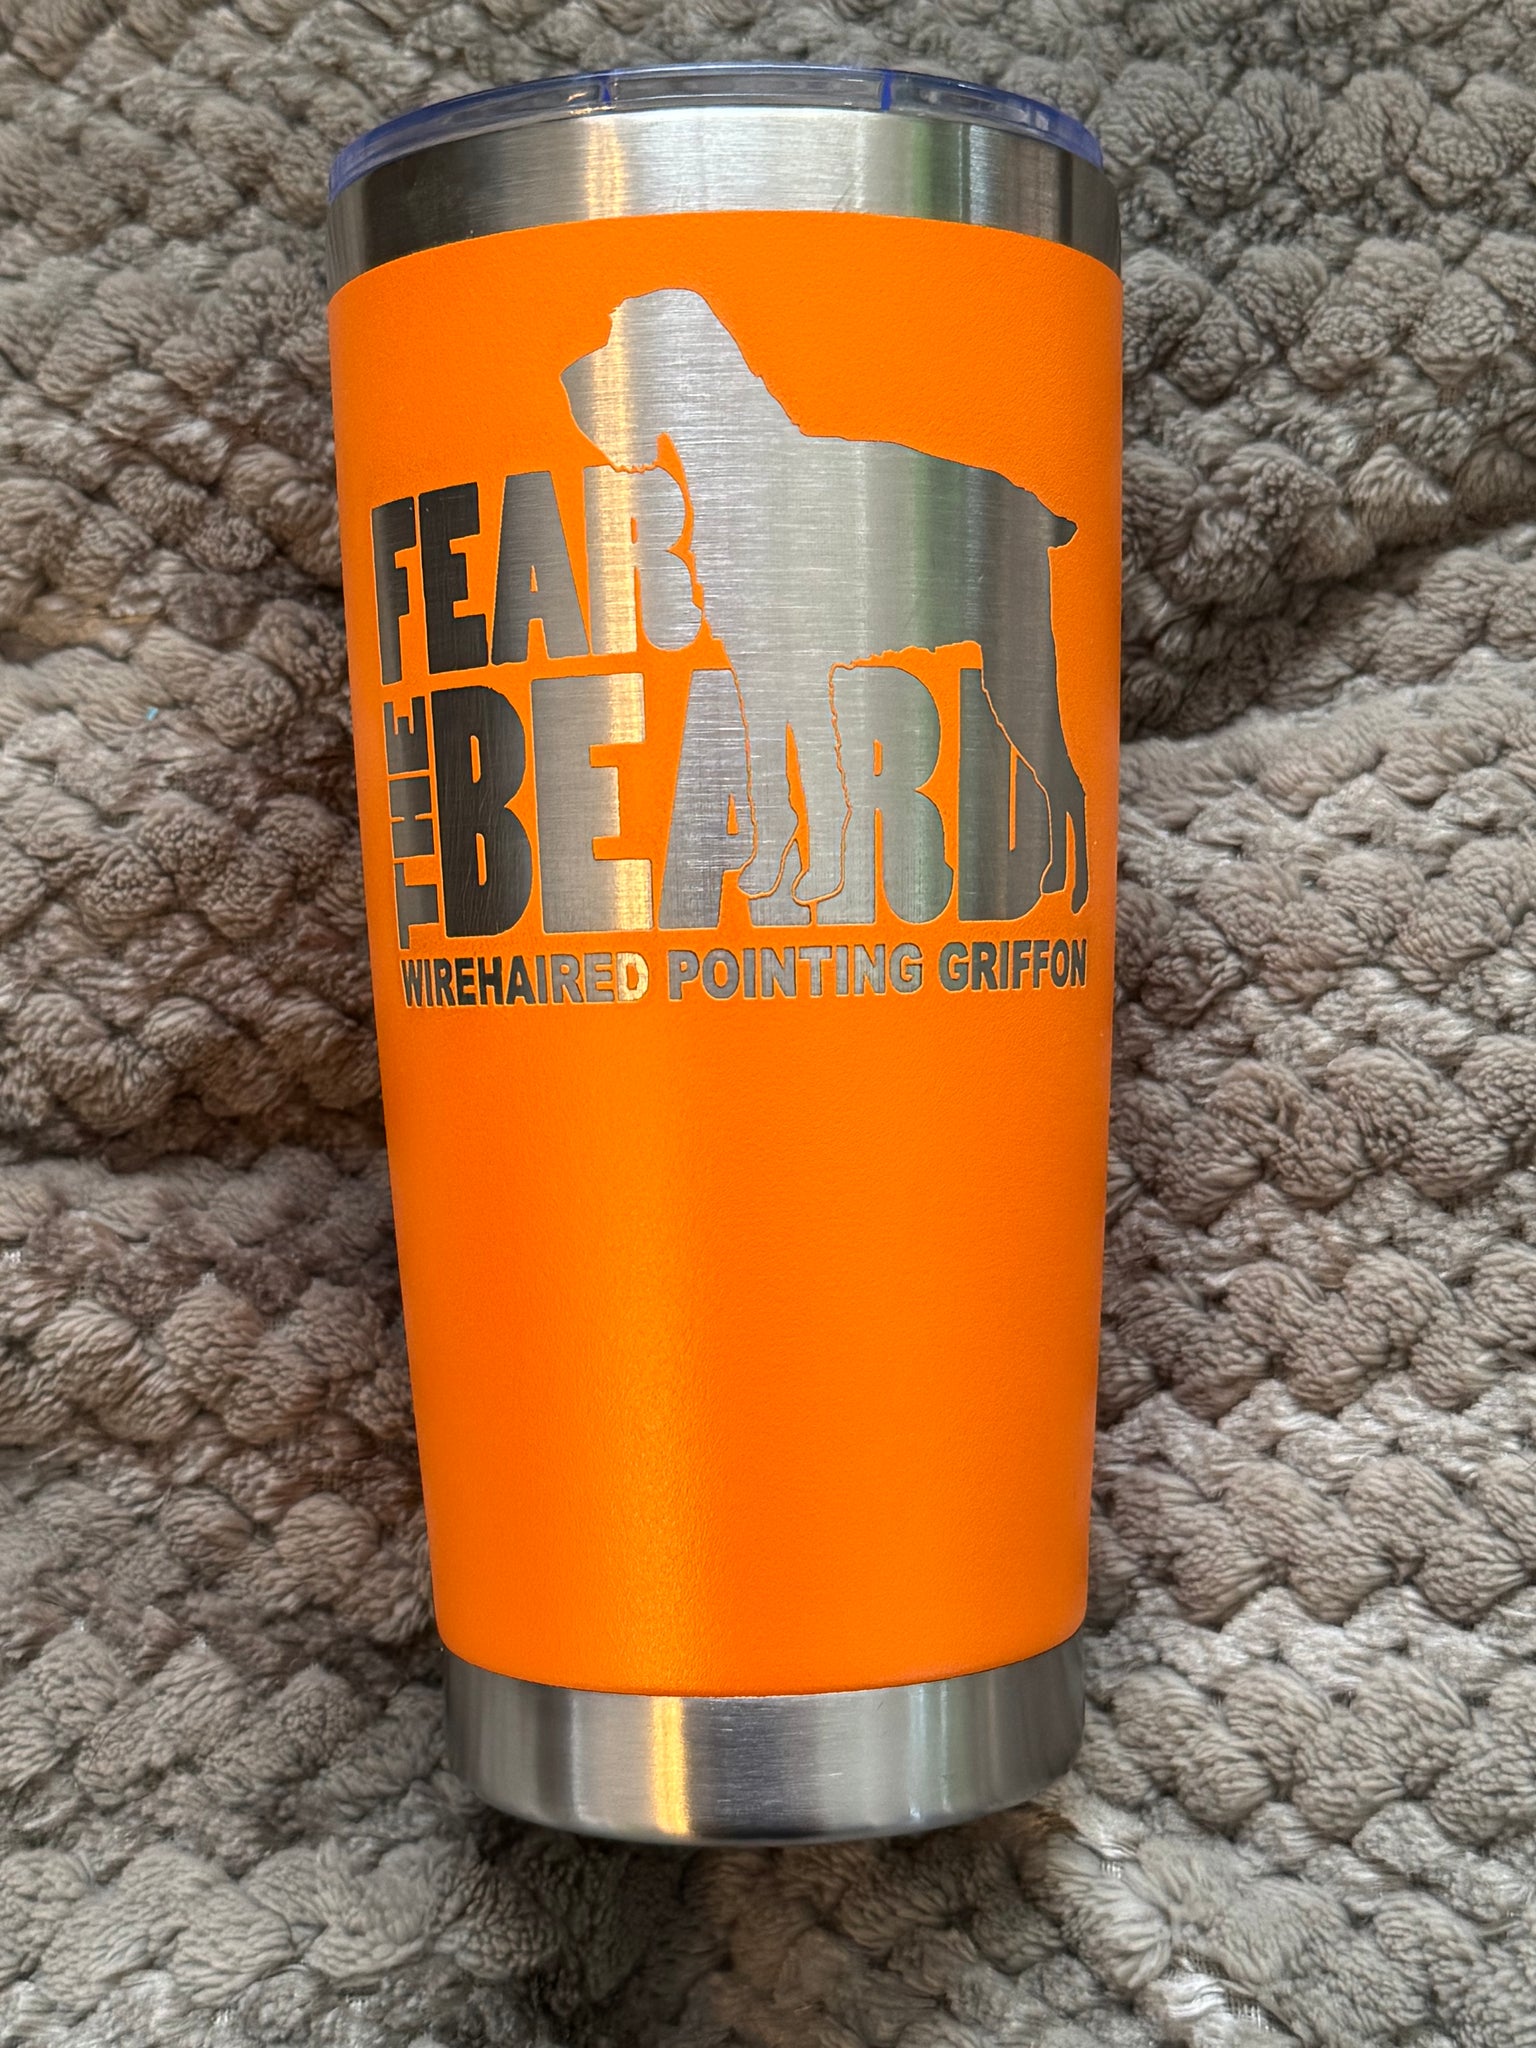 FEAR
THE
BEARD
WIREHAIRED POINTING GRIFFON